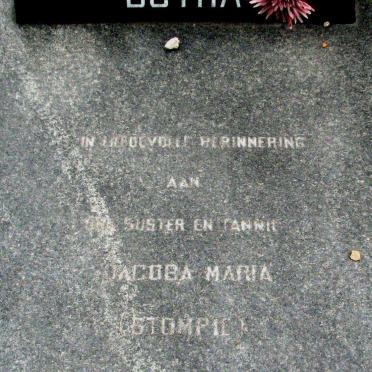 BOTHA
IN LIEFDEVOLLE HERINNERING
AAN
ONS SUSTER EN TANNIE
JACOBA MARIA
(STOMPIE)